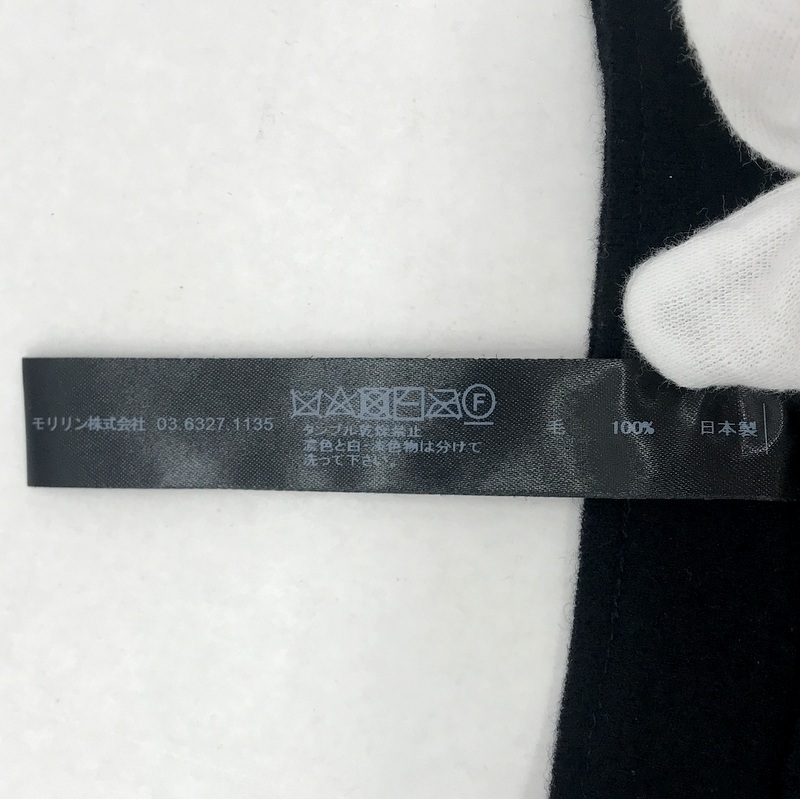 モリリン株式会社 03.6327.1135
F
タンブル乾燥禁止
濃色と白・淡色物は分けて
洗って下さい。
毛 100% 日本製